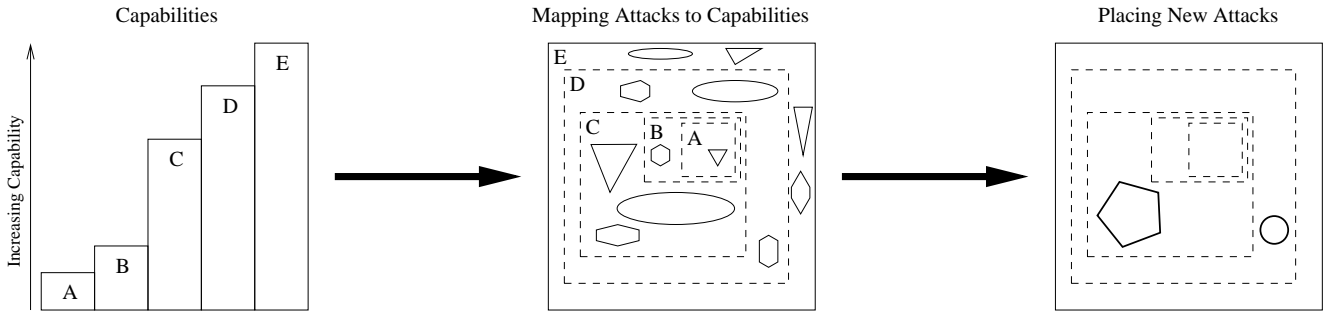 Capabilities
Increasing Capability
A
B
C
D
E
Mapping Attacks to Capabilities
E
D
C
B
A
Placing New Attacks